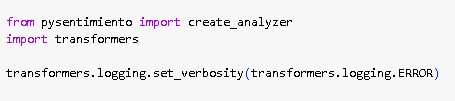 from pysentimiento import create_analyzer
import transformers
transformers.logging.set_verbosity(transformers.logging.ERROR)